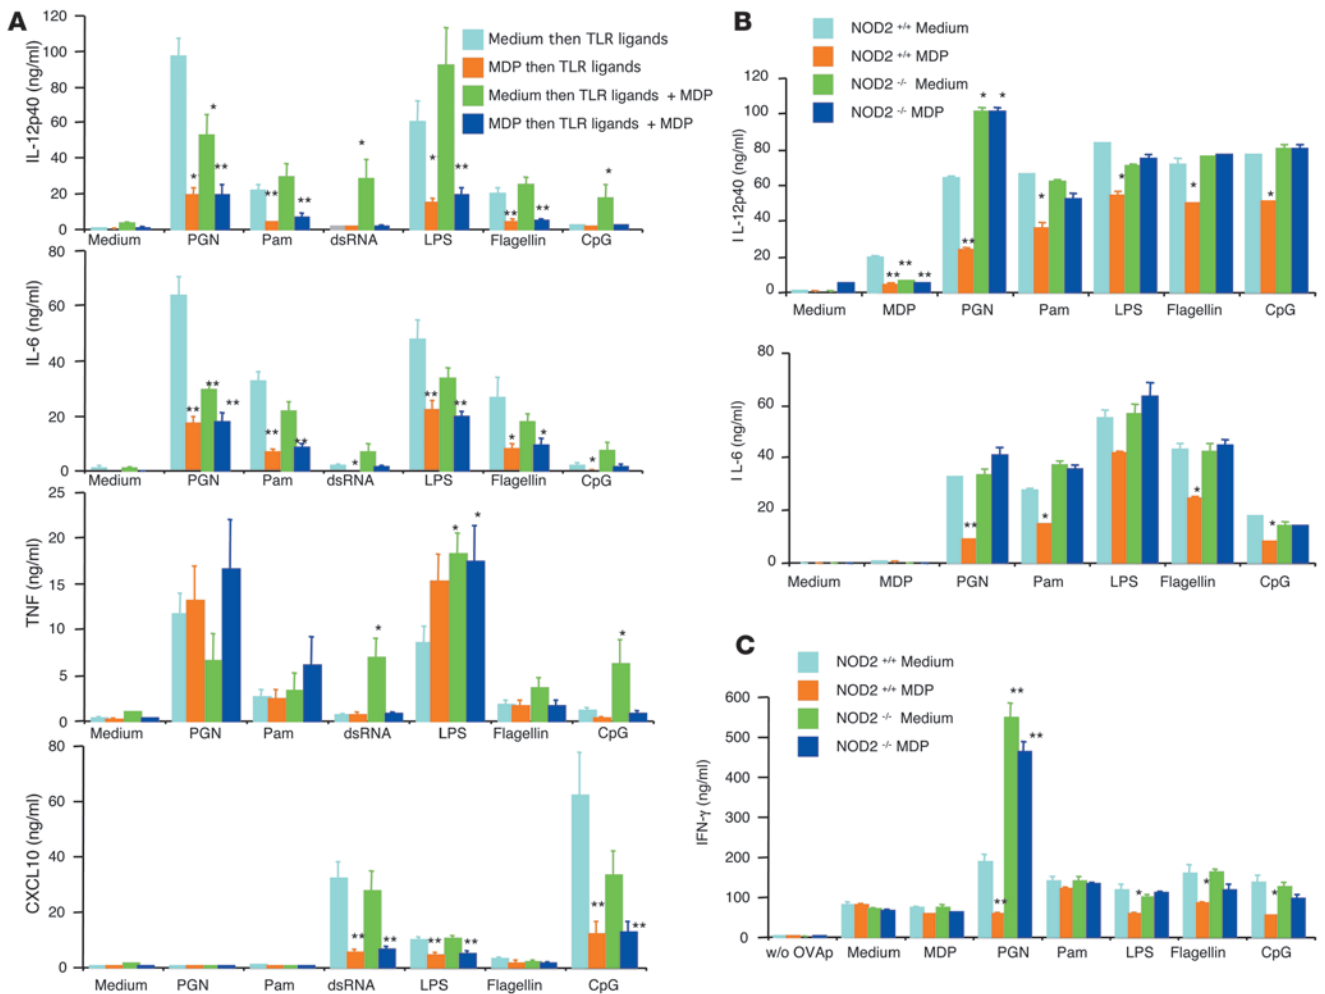 A
IL-12p40 (ng/ml)
120
100
80
60
40
20
0
Medium then TLR ligands
MDP then TLR ligands
Medium then TLR ligands + MDP
MDP then TLR ligands + MDP
* * ** ** ** * * ** ** ** *
Medium PGN Pam dsRNA LPS Flagellin CpG
IL-6 (ng/ml)
80
60
40
20
0
** ** ** ** ** * ** ** * * *
Medium PGN Pam dsRNA LPS Flagellin CpG
TNF (ng/ml)
25
20
15
10
5
0
* * * *
Medium PGN Pam dsRNA LPS Flagellin CpG
CXCL10 (ng/ml)
80
60
40
20
0
** ** ** ** ** **
Medium PGN Pam dsRNA LPS Flagellin CpG
B
NOD2 +/+ Medium
NOD2 +/+ MDP
NOD2 -/- Medium
NOD2 -/- MDP
I L-12p40 (ng/ml)
120
100
80
60
40
20
0
** ** ** ** * * * * * *
Medium MDP PGN Pam LPS Flagellin CpG
I L-6 (ng/ml)
80
60
40
20
0
** * * *
Medium MDP PGN Pam LPS Flagellin CpG
C
NOD2 +/+ Medium
NOD2 +/+ MDP
NOD2 -/- Medium
NOD2 -/- MDP
IFN-γ (ng/ml)
600
500
400
300
200
100
0
** ** ** * * *
w/o OVAp Medium MDP PGN Pam LPS Flagellin CpG